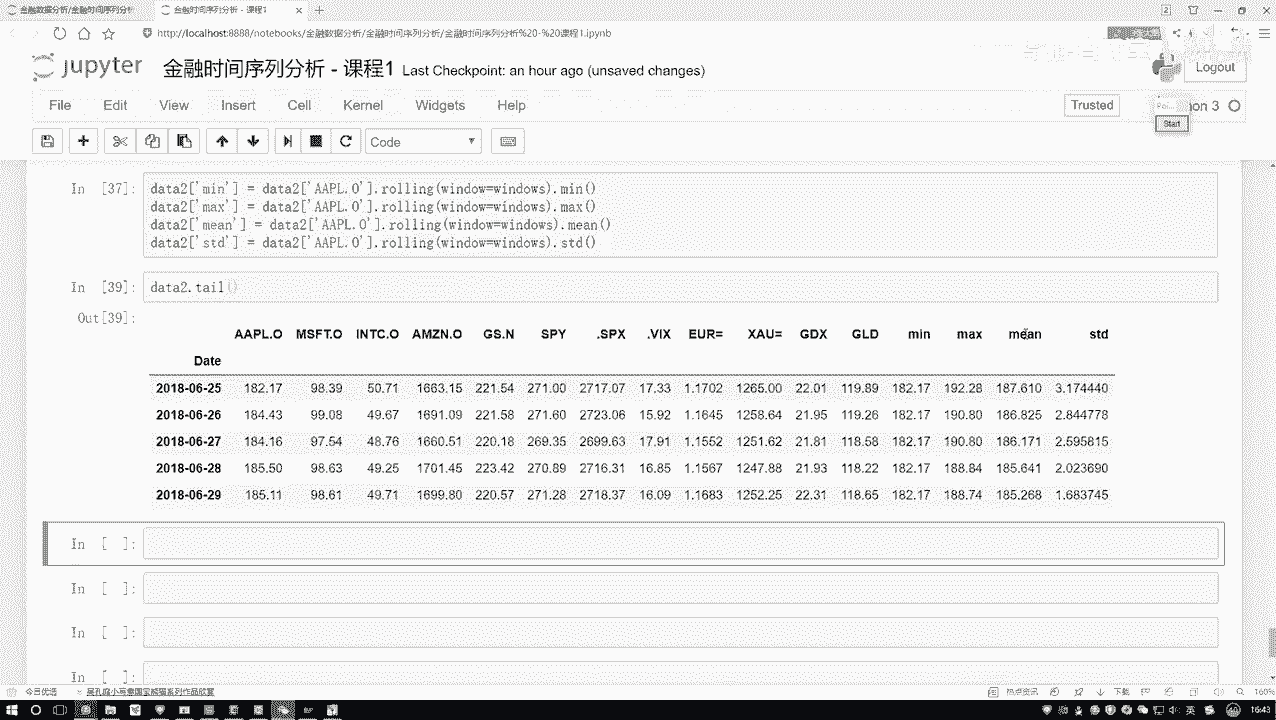 金融数据分析/金融时间序列分析
金融时间序列分析 - 课程1
http://localhost:8888/notebooks/金融数据分析/金融时间序列分析/金融时间序列分析%20-%20课程1.ipynb
jupyter 金融时间序列分析 - 课程1 Last Checkpoint: an hour ago (unsaved changes)
Logout
File Edit View Insert Cell Kernel Widgets Help
Trusted
on 3
Start
Code
In [37]: data2['min'] = data2['AAPL.O'].rolling(window=windows).min()
data2['max'] = data2['AAPL.O'].rolling(window=windows).max()
data2['mean'] = data2['AAPL.O'].rolling(window=windows).mean()
data2['std'] = data2['AAPL.O'].rolling(window=windows).std()
In [39]: data2.tail()
Out[39]:
AAPL.O MSFT.O INTC.O AMZN.O GS.N SPY .SPX .VIX EUR= XAU= GDX GLD min max mean std
Date
2018-06-25 182.17 98.39 50.71 1663.15 221.54 271.00 2717.07 17.33 1.1702 1265.00 22.01 119.89 182.17 192.28 187.610 3.174440
2018-06-26 184.43 99.08 49.67 1691.09 221.58 271.60 2723.06 15.92 1.1645 1258.64 21.95 119.26 182.17 190.80 186.825 2.844778
2018-06-27 184.16 97.54 48.76 1660.51 220.18 269.35 2699.63 17.91 1.1552 1251.62 21.81 118.58 182.17 190.80 186.171 2.595815
2018-06-28 185.50 98.63 49.25 1701.45 223.42 270.89 2716.31 16.85 1.1567 1247.88 21.93 118.22 182.17 188.84 185.641 2.023690
2018-06-29 185.11 98.61 49.71 1699.80 220.57 271.28 2718.37 16.09 1.1683 1252.25 22.31 118.65 182.17 188.74 185.268 1.683745
In [ ]:
In [ ]:
In [ ]:
In [ ]:
今日优选
热点资讯
下载
160%
英
16:43